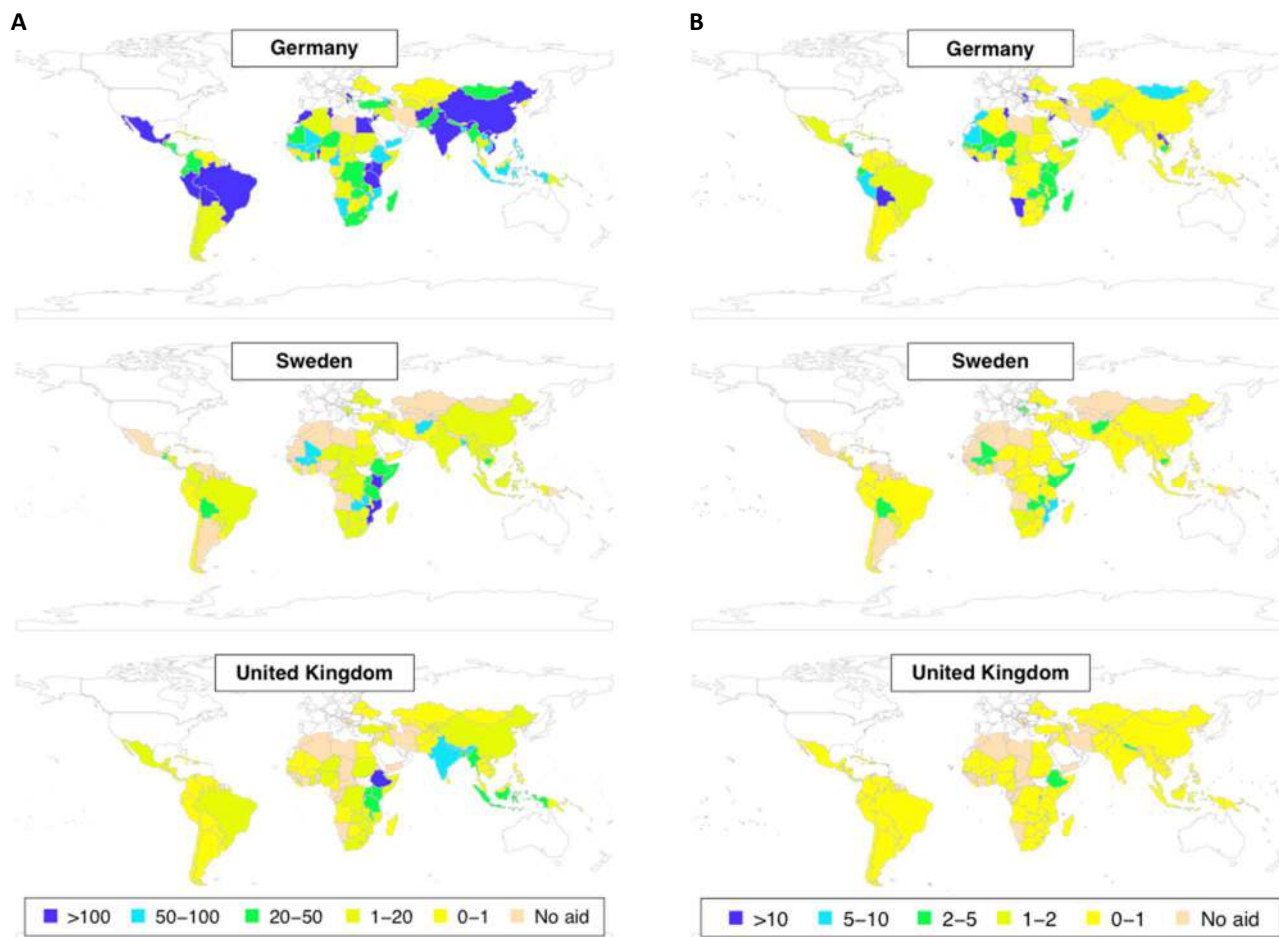 A
B
Germany
Germany
Sweden
Sweden
United Kingdom
United Kingdom
>100 50–100 20–50 1–20 0–1 No aid
>10 5–10 2–5 1–2 0–1 No aid